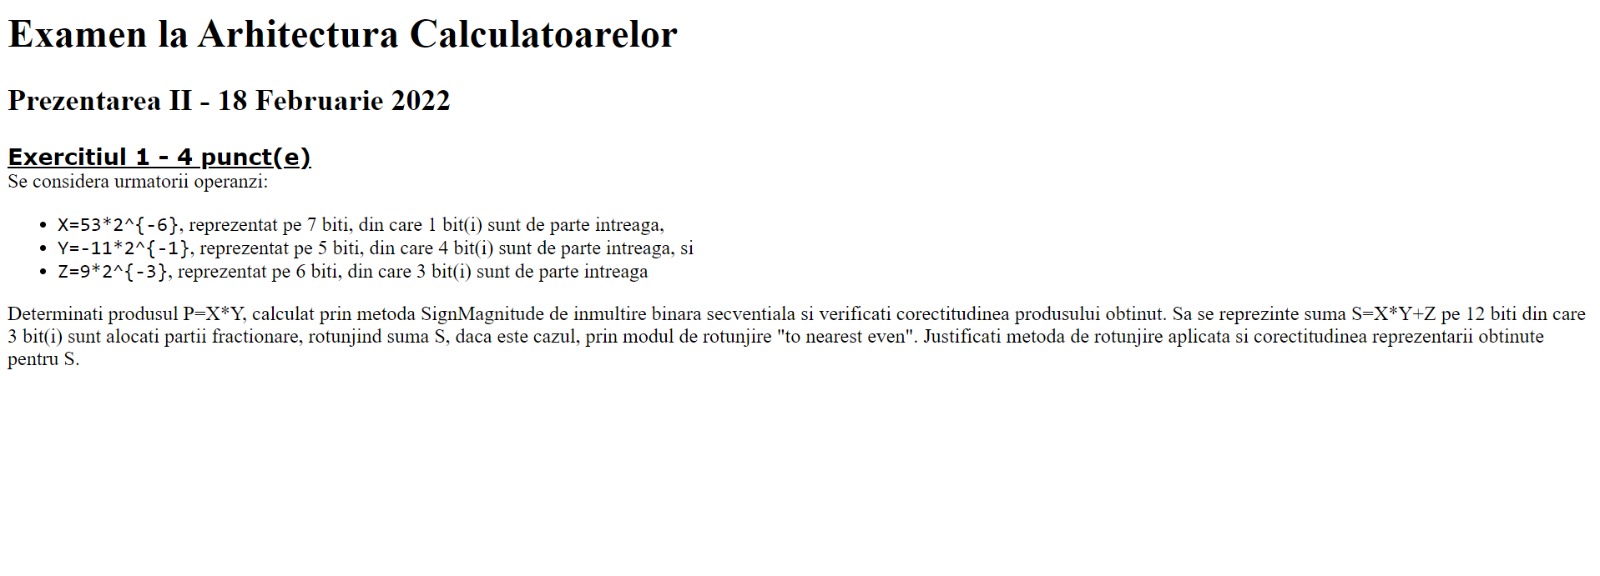 Examen la Arhitectura Calculatoarelor
Prezentarea II - 18 Februarie 2022
Exercitiul 1 - 4 punct(e)
Se considera urmatorii operanzi:
• X=53*2^{-6}, reprezentat pe 7 biti, din care 1 bit(i) sunt de parte intreaga,
• Y=-11*2^{-1}, reprezentat pe 5 biti, din care 4 bit(i) sunt de parte intreaga, si
• Z=9*2^{-3}, reprezentat pe 6 biti, din care 3 bit(i) sunt de parte intreaga
Determinati produsul P=X*Y, calculat prin metoda SignMagnitude de inmultire binara secventiala si verificati corectitudinea produsului obtinut. Sa se reprezinte suma S=X*Y+Z pe 12 biti din care
3 bit(i) sunt alocati partii fractionare, rotunjind suma S, daca este cazul, prin modul de rotunjire "to nearest even". Justificati metoda de rotunjire aplicata si corectitudinea reprezentarii obtinute
pentru S.